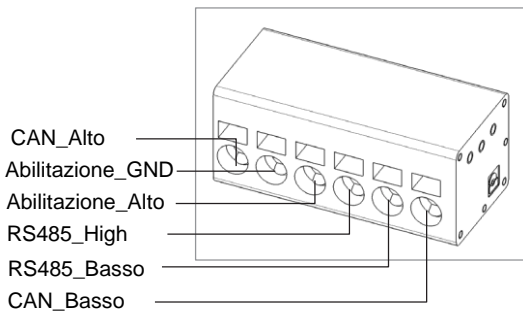 CAN_Alto
Abilitazione_GND
Abilitazione_Alto
RS485_High
RS485_Basso
CAN_Basso